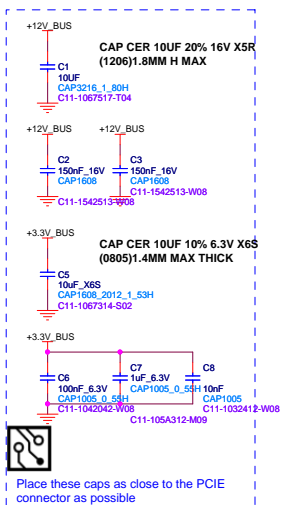 +12V_BUS
CAP CER 10UF 20% 16V X5R
(1206)1.8MM H MAX
C1
10UF
CAP3216_1_80H
C11-1067517-T04
+12V_BUS
+12V_BUS
C2
150nF_16V
CAP1608
C11-1542513-W08
C3
150nF_16V
CAP1608
C11-1542513-W08
+3.3V_BUS
CAP CER 10UF 10% 6.3V X6S
(0805)1.4MM MAX THICK
C5
10uF_X6S
CAP1608_2012_1_53H
C11-1067314-S02
+3.3V_BUS
C6
100nF_6.3V
CAP1005_0_55H
C11-1042042-W08
C7
1uF_6.3V
CAP1005_0_55H
C11-105A312-M09
C8
10nF
CAP1005
C11-1032412-W08
Place these caps as close to the PCIE
connector as possible